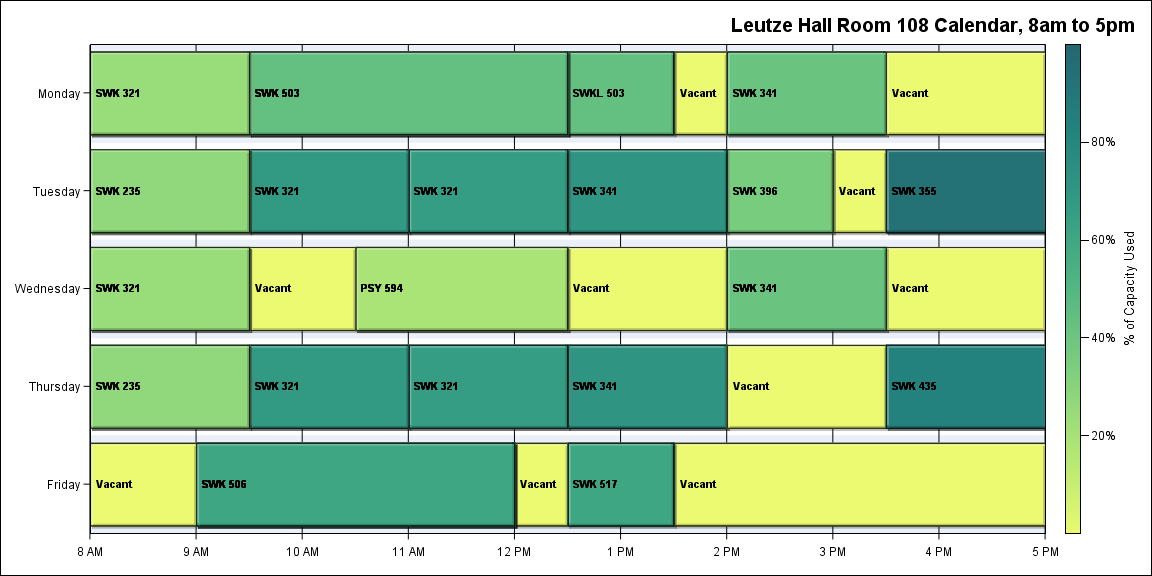 Leutze Hall Room 108 Calendar, 8am to 5pm
Monday
SWK 321
SWK 503
SWKL 503
Vacant
SWK 341
Vacant
Tuesday
SWK 235
SWK 321
SWK 321
SWK 341
SWK 396
Vacant
SWK 355
Wednesday
SWK 321
Vacant
PSY 594
Vacant
SWK 341
Vacant
Thursday
SWK 235
SWK 321
SWK 321
SWK 341
Vacant
SWK 435
Friday
Vacant
SWK 506
Vacant
SWK 517
Vacant
8 AM
9 AM
10 AM
11 AM
12 PM
1 PM
2 PM
3 PM
4 PM
5 PM
80%
60%
40%
20%
% of Capacity Used